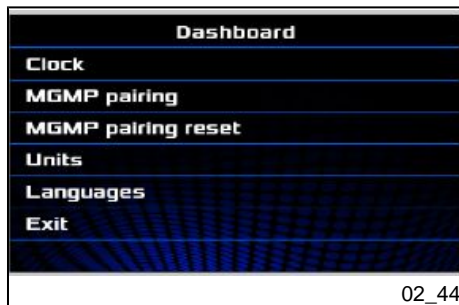 Dashboard
Clock
MGMP pairing
MGMP pairing reset
Units
Languages
Exit
02_44